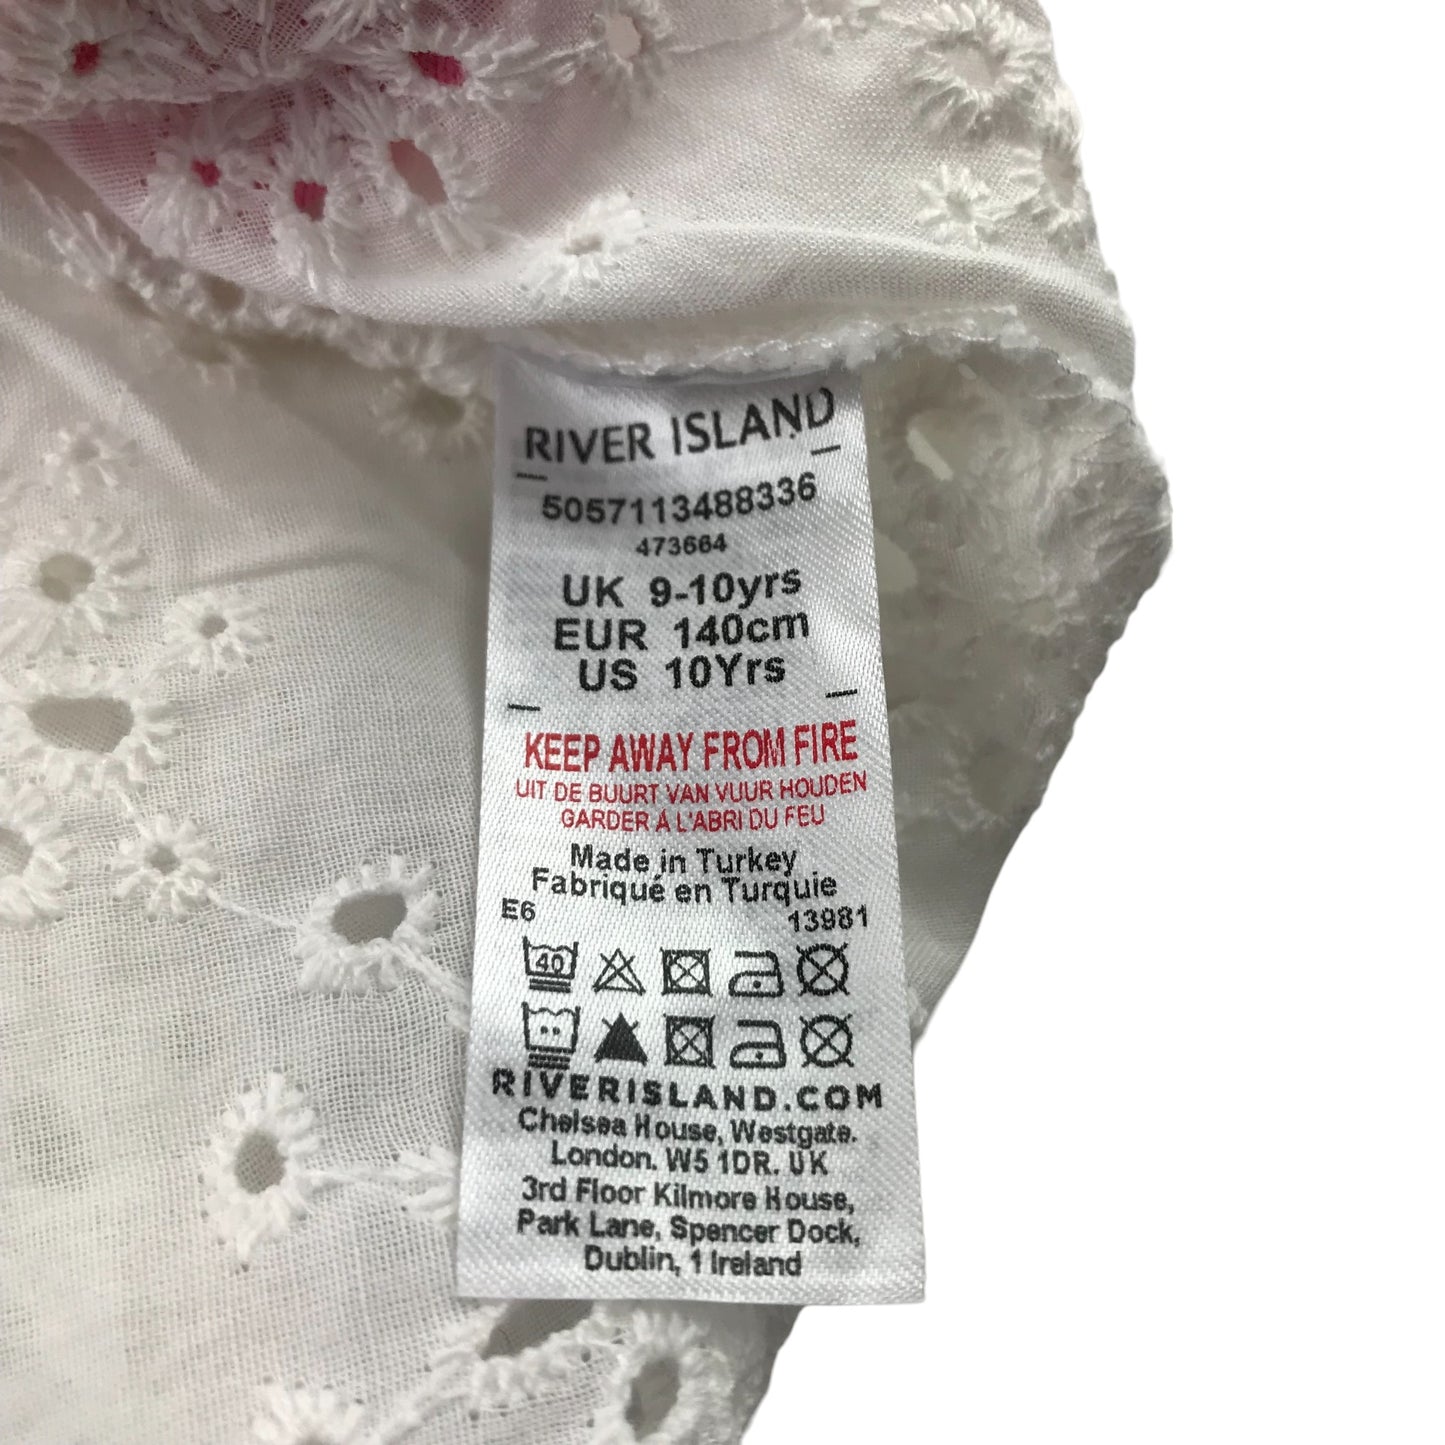 RIVER ISLAND
5057113488336
473664
UK 9-10yrs
EUR 140cm
US 10Yrs
KEEP AWAY FROM FIRE
UIT DE BUURT VAN VUUR HOUDEN
GARDER Á L'ABRI DU FEU
Made in Turkey
Fabriqué en Turquie
E6 13981
40
RIVERISLAND.COM
Chelsea House, Westgate.
London. W5 1DR. UK
3rd Floor Kilmore House,
Park Lane, Spencer Dock,
Dublin, 1 Ireland